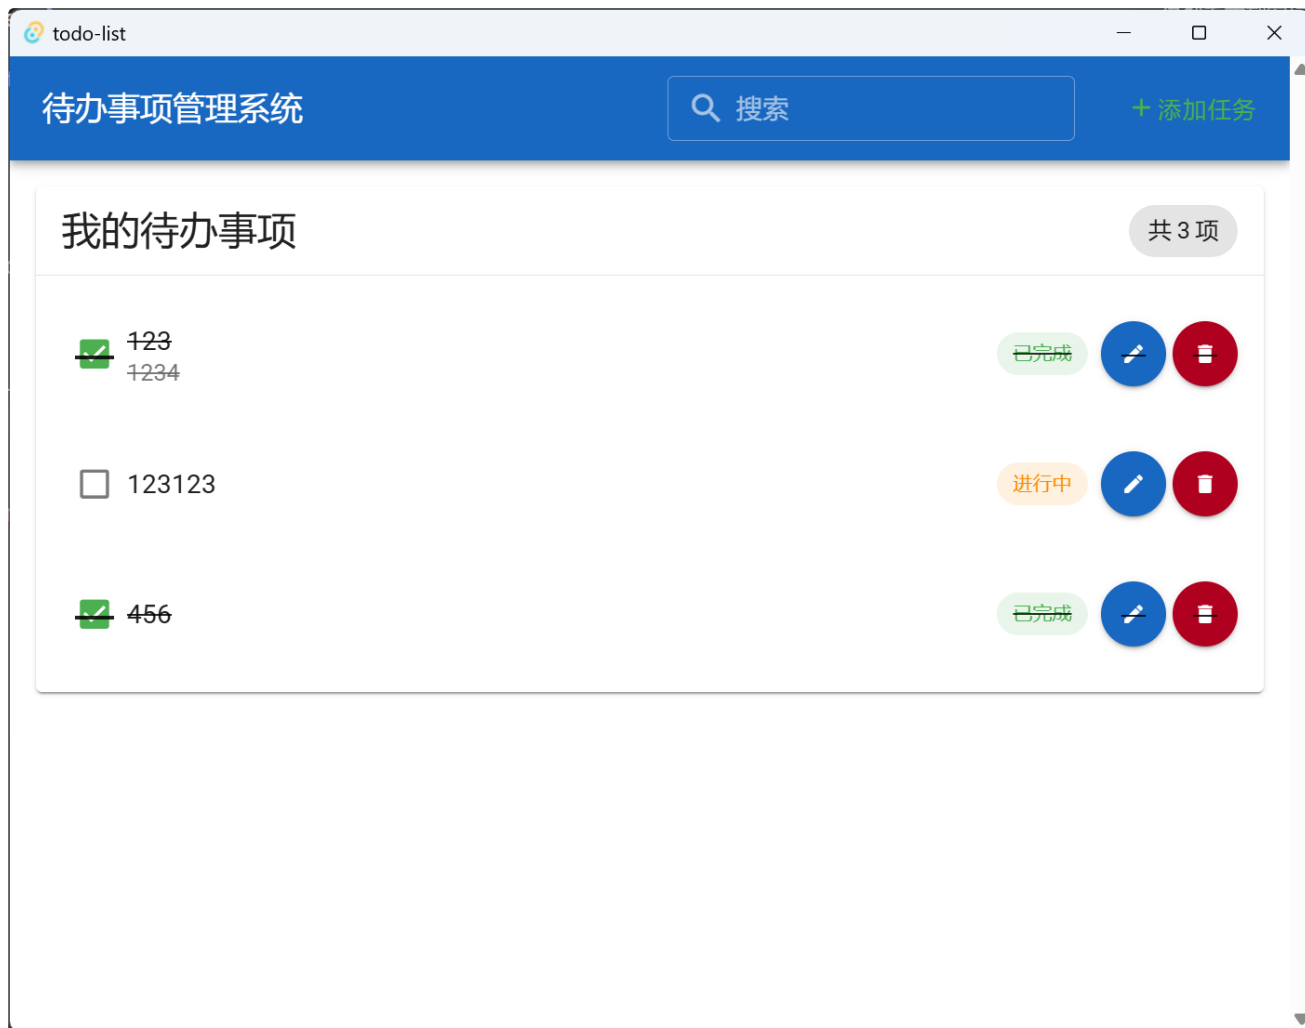 todo-list
待办事项管理系统
搜索
+ 添加任务
我的待办事项
共 3 项
123
1234
已完成
123123
进行中
456
已完成